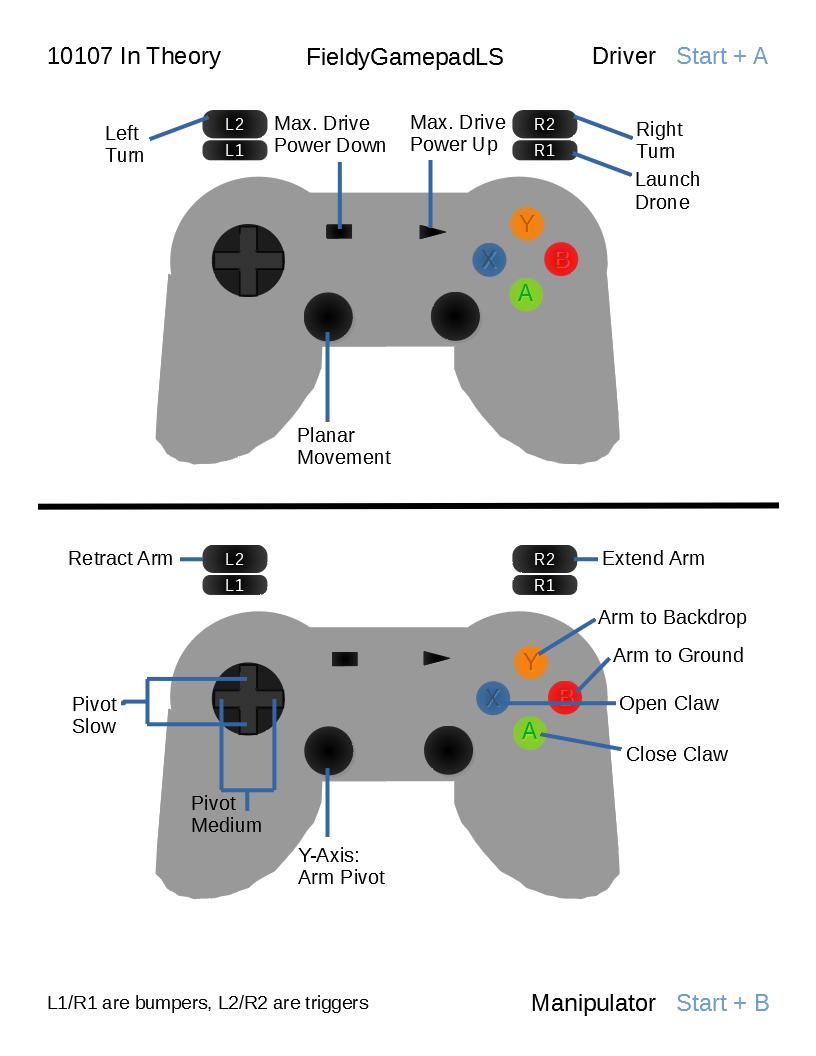 10107 In Theory FieldyGamepadLS Driver Start + A
L2
L1
Left
Turn
Max. Drive
Power Down
Max. Drive
Power Up
R2
R1
Right
Turn
Launch
Drone
Y
X
B
A
Planar
Movement
Retract Arm
L2
L1
R2
R1
Extend Arm
Arm to Backdrop
Y
Arm to Ground
X
B
Open Claw
A
Close Claw
Pivot
Slow
Pivot
Medium
Y-Axis:
Arm Pivot
L1/R1 are bumpers, L2/R2 are triggers Manipulator Start + B